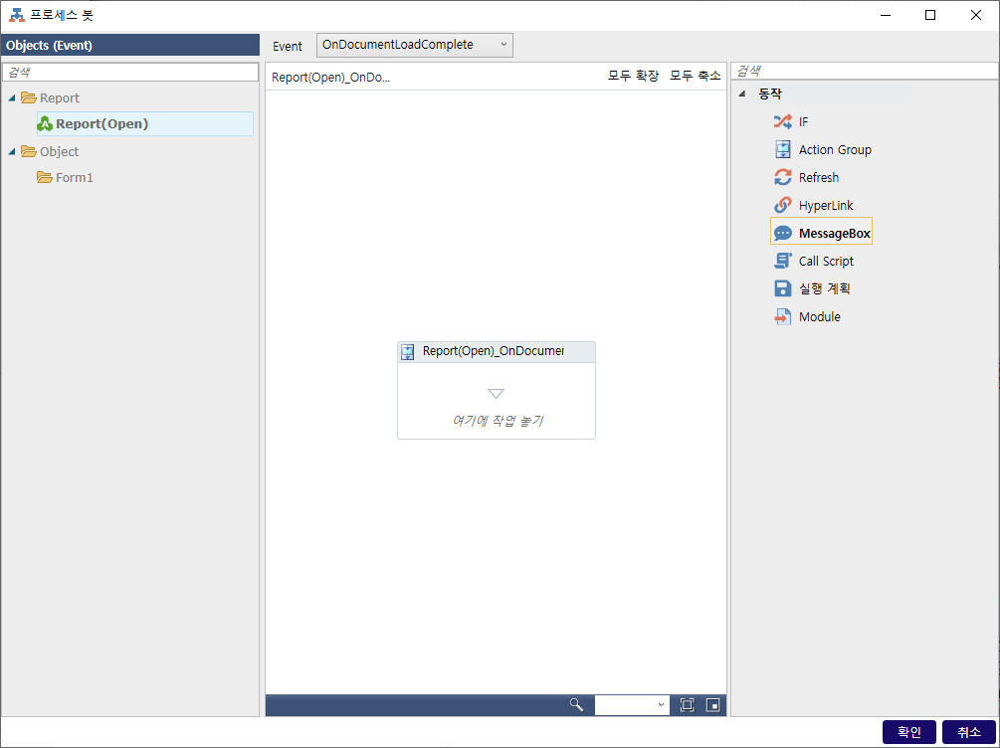 프로세스 봇
Objects (Event)
검색
Report
Report(Open)
Object
Form1
Event
OnDocumentLoadComplete
Report(Open)_OnDo...
모두 확장 모두 축소
Report(Open)_OnDocumer
여기에 작업 놓기
검색
동작
IF
Action Group
Refresh
HyperLink
MessageBox
Call Script
실행 계획
Module
확인
취소